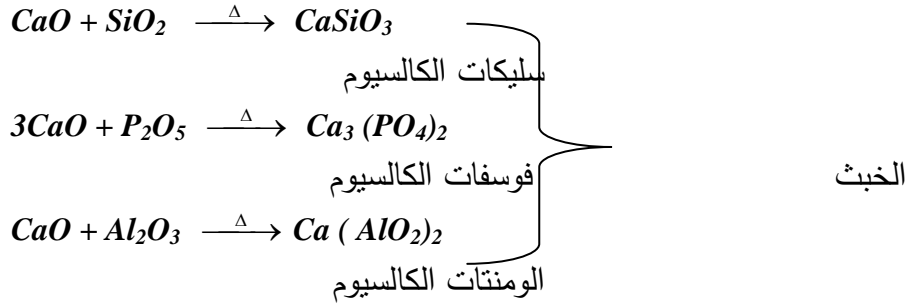 CaO + SiO₂ —Δ→ CaSiO₃
سليكات الكالسيوم
3CaO + P₂O₅ —Δ→ Ca₃ (PO₄)₂
فوسفات الكالسيوم
الخبث
CaO + Al₂O₃ —Δ→ Ca ( AlO₂)₂
الومنتات الكالسيوم